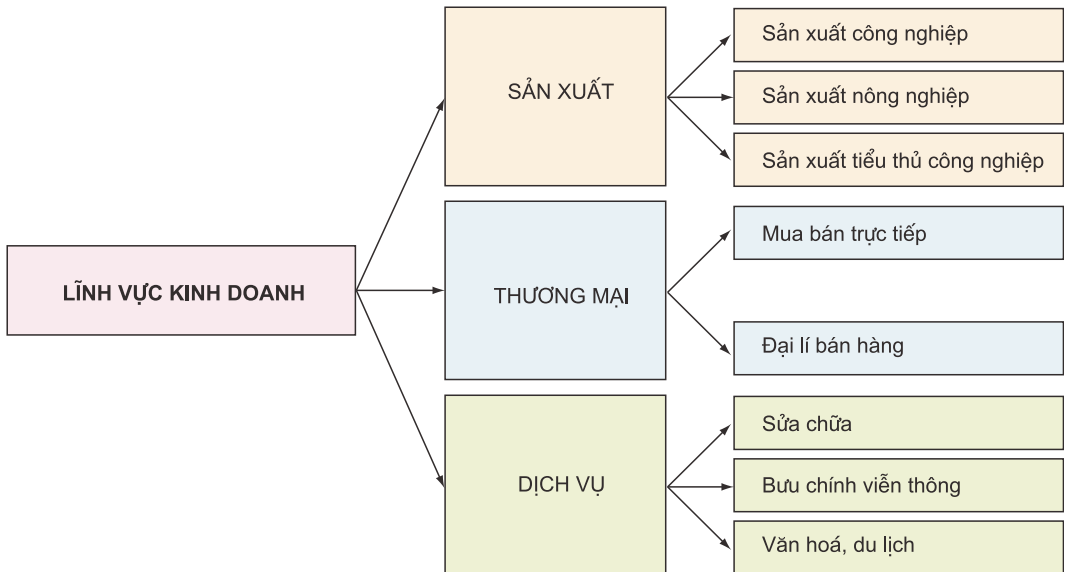 LĨNH VỰC KINH DOANH
SẢN XUẤT
Sản xuất công nghiệp
Sản xuất nông nghiệp
Sản xuất tiểu thủ công nghiệp
THƯƠNG MẠI
Mua bán trực tiếp
Đại lí bán hàng
DỊCH VỤ
Sửa chữa
Bưu chính viễn thông
Văn hoá, du lịch